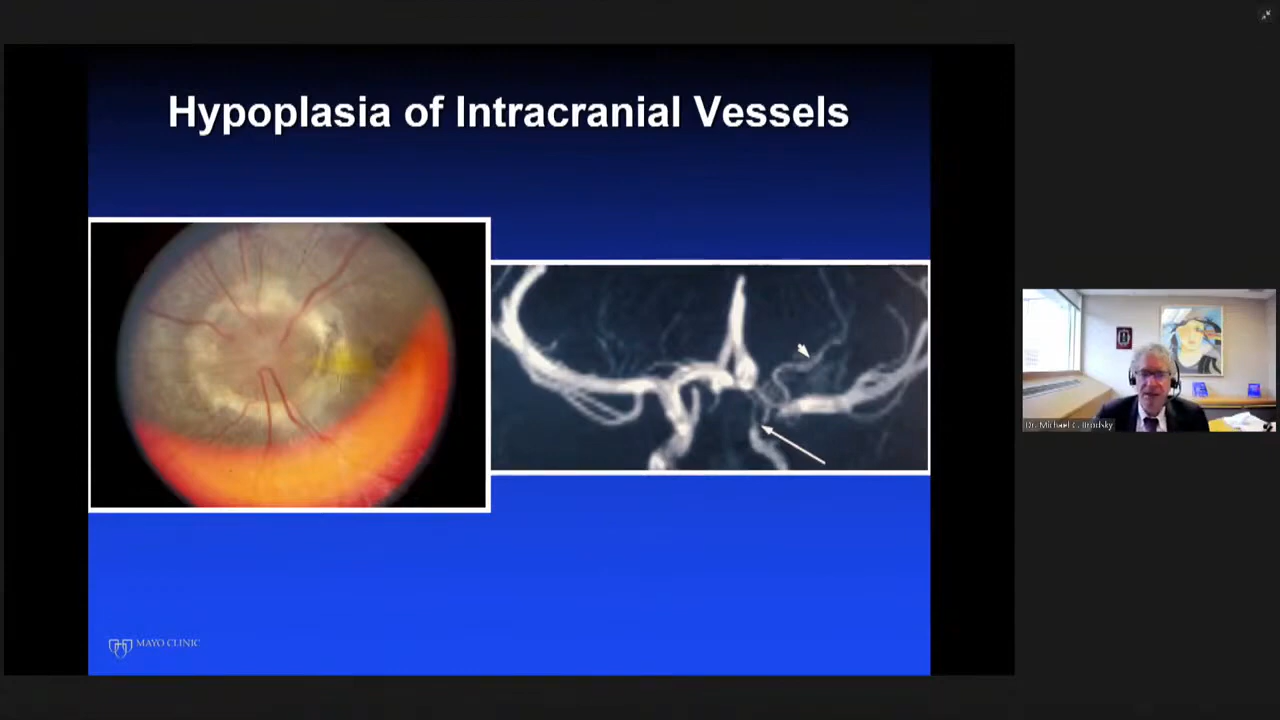 Hypoplasia of Intracranial Vessels
MAYO CLINIC
Dr. Michael C. Brodsky